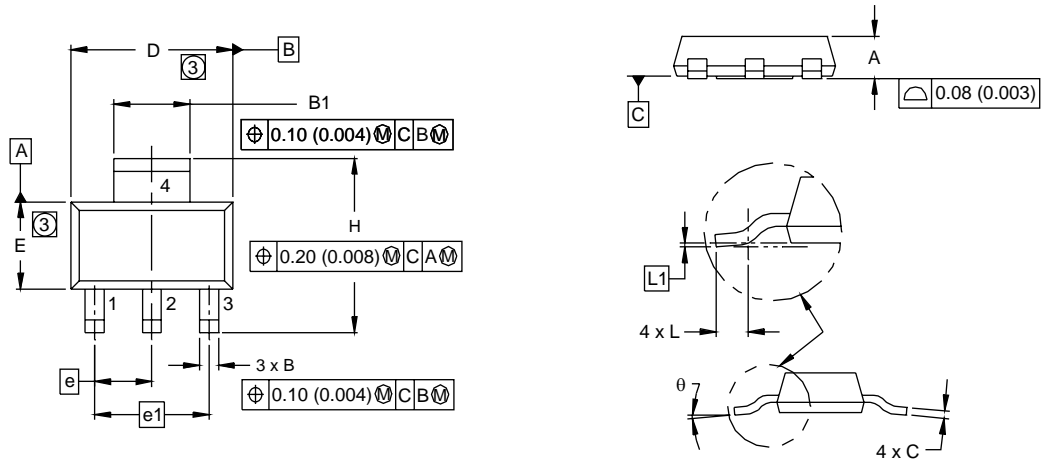 D
③
B
B1
⌖ 0.10 (0.004) Ⓜ C B Ⓜ
A
4
③
E
H
⌖ 0.20 (0.008) Ⓜ C A Ⓜ
1
2
3
3 x B
e
e1
⌖ 0.10 (0.004) Ⓜ C B Ⓜ
A
C
⌓ 0.08 (0.003)
L1
4 x L
θ
4 x C